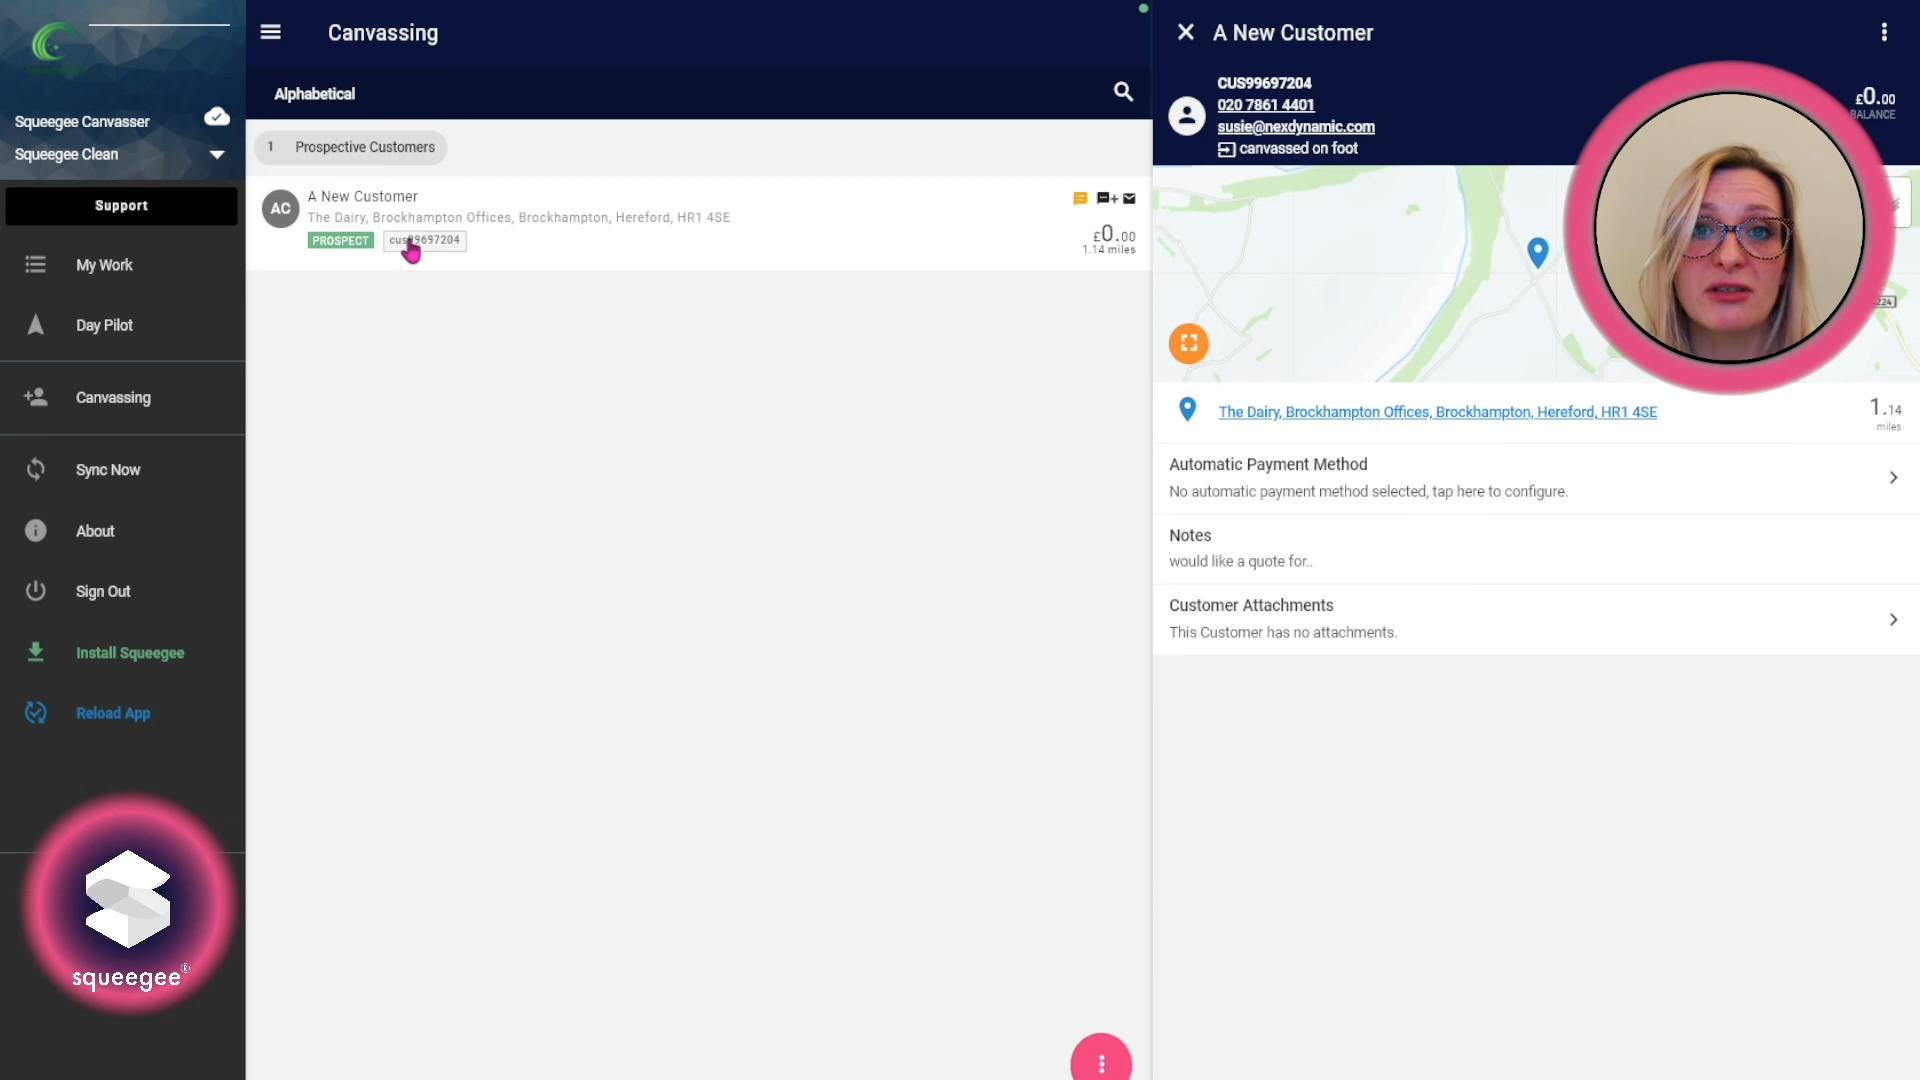 Squeegee Canvasser
Squeegee Clean
Support
My Work
Day Pilot
Canvassing
Sync Now
About
Sign Out
Install Squeegee
Reload App
squeegee®
Canvassing
Alphabetical
1 Prospective Customers
AC
A New Customer
The Dairy, Brockhampton Offices, Brockhampton, Hereford, HR1 4SE
PROSPECT
cus99697204
£0.00
1.14 miles
A New Customer
CUS99697204
020 7861 4401
susie@nexdynamic.com
canvassed on foot
£0.00
BALANCE
The Dairy, Brockhampton Offices, Brockhampton, Hereford, HR1 4SE
1.14
miles
Automatic Payment Method
No automatic payment method selected, tap here to configure.
Notes
would like a quote for..
Customer Attachments
This Customer has no attachments.